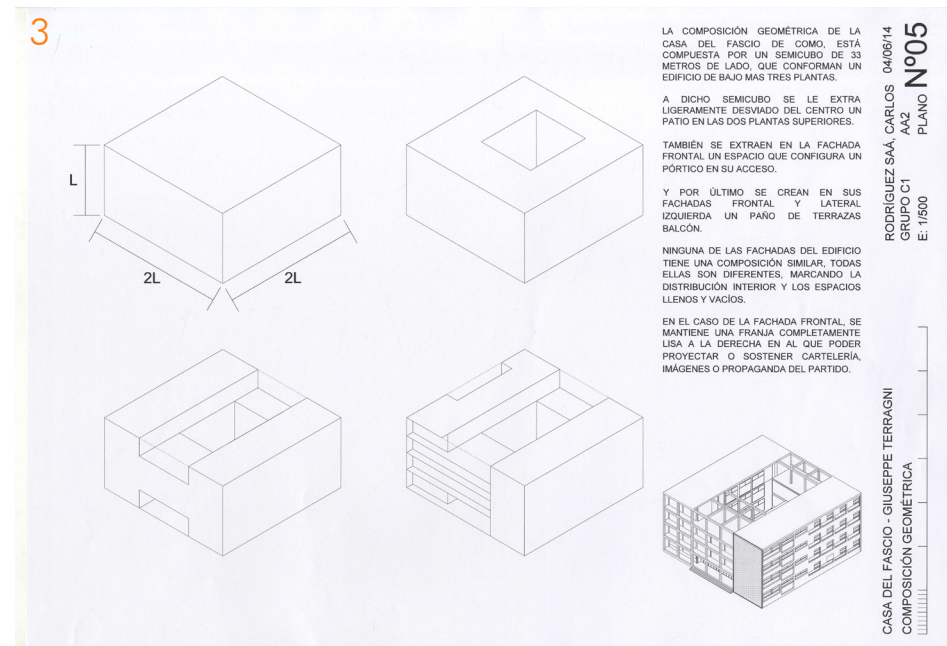 3
L
2L
2L
LA COMPOSICIÓN GEOMÉTRICA DE LA
CASA DEL FASCIO DE COMO, ESTÁ
COMPUESTA POR UN SEMICUBO DE 33
METROS DE LADO, QUE CONFORMAN UN
EDIFICIO DE BAJO MAS TRES PLANTAS.
A DICHO SEMICUBO SE LE EXTRA
LIGERAMENTE DESVIADO DEL CENTRO UN
PATIO EN LAS DOS PLANTAS SUPERIORES.
TAMBIÉN SE EXTRAEN EN LA FACHADA
FRONTAL UN ESPACIO QUE CONFIGURA UN
PÓRTICO EN SU ACCESO.
Y POR ÚLTIMO SE CREAN EN SUS
FACHADAS FRONTAL Y LATERAL
IZQUIERDA UN PAÑO DE TERRAZAS
BALCÓN.
NINGUNA DE LAS FACHADAS DEL EDIFICIO
TIENE UNA COMPOSICIÓN SIMILAR, TODAS
ELLAS SON DIFERENTES, MARCANDO LA
DISTRIBUCIÓN INTERIOR Y LOS ESPACIOS
LLENOS Y VACÍOS.
EN EL CASO DE LA FACHADA FRONTAL, SE
MANTIENE UNA FRANJA COMPLETAMENTE
LISA A LA DERECHA EN AL QUE PODER
PROYECTAR O SOSTENER CARTELERÍA,
IMÁGENES O PROPAGANDA DEL PARTIDO.
RODRÍGUEZ SAÁ, CARLOS 04/06/14
GRUPO C1 AA2
E: 1/500 PLANO Nº05
CASA DEL FASCIO - GIUSEPPE TERRAGNI
COMPOSICIÓN GEOMÉTRICA